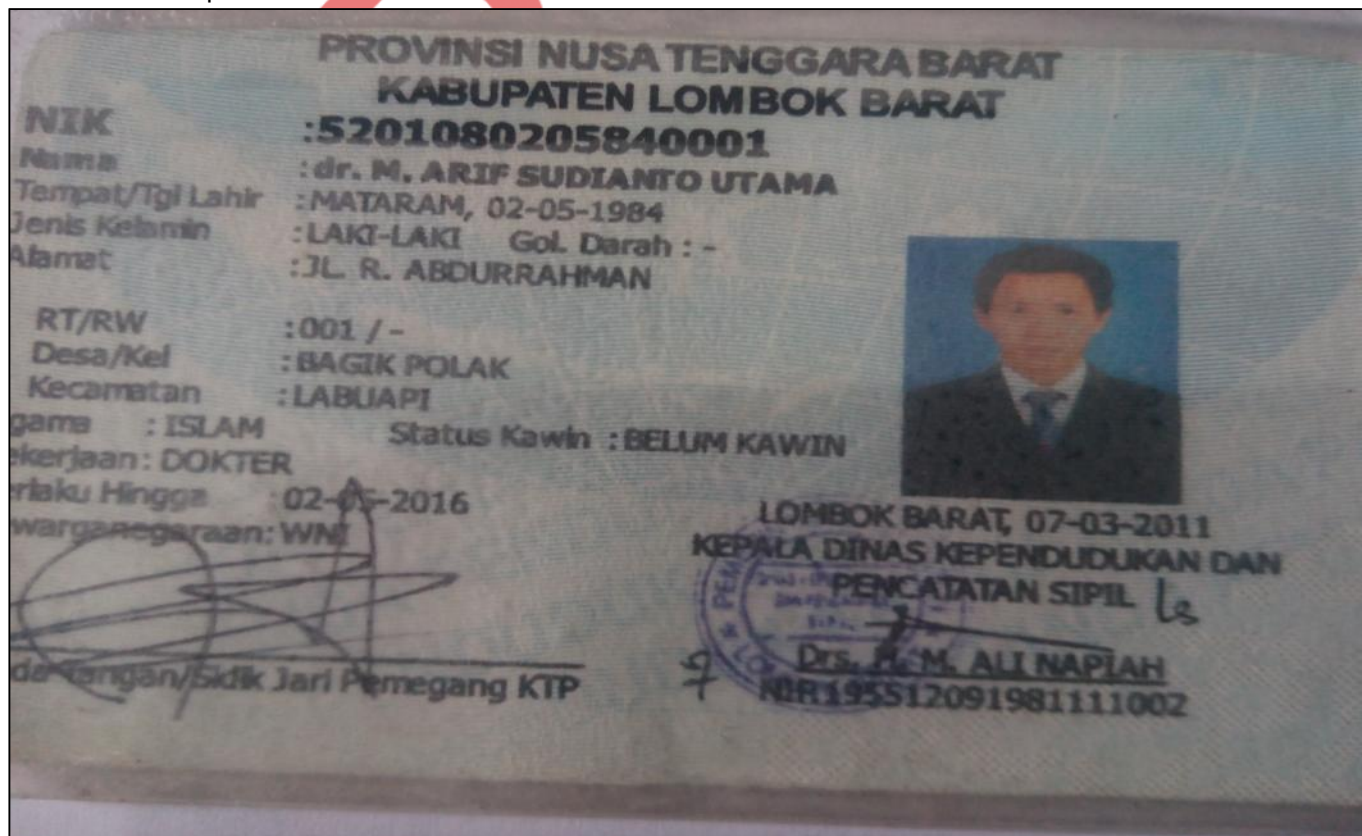 PROVINSI NUSA TENGGARA BARAT
KABUPATEN LOMBOK BARAT
NIK :5201080205840001
Nama : dr. M. ARIF SUDIANTO UTAMA
Tempat/Tgl Lahir : MATARAM, 02-05-1984
Jenis Kelamin : LAKI-LAKI Gol. Darah : -
Alamat : JL. R. ABDURRAHMAN
RT/RW : 001 / -
Desa/Kel : BAGIK POLAK
Kecamatan : LABUAPI
gama : ISLAM Status Kawin : BELUM KAWIN
ekerjaan : DOKTER
erlaku Hingga : 02-05-2016
ewarganegaraan: WNI
LOMBOK BARAT, 07-03-2011
KEPALA DINAS KEPENDUDUKAN DAN
PENCATATAN SIPIL
Drs. H. M. ALI NAPIAH
NIP.195512091981111002
da Tangan/Sidik Jari Pemegang KTP